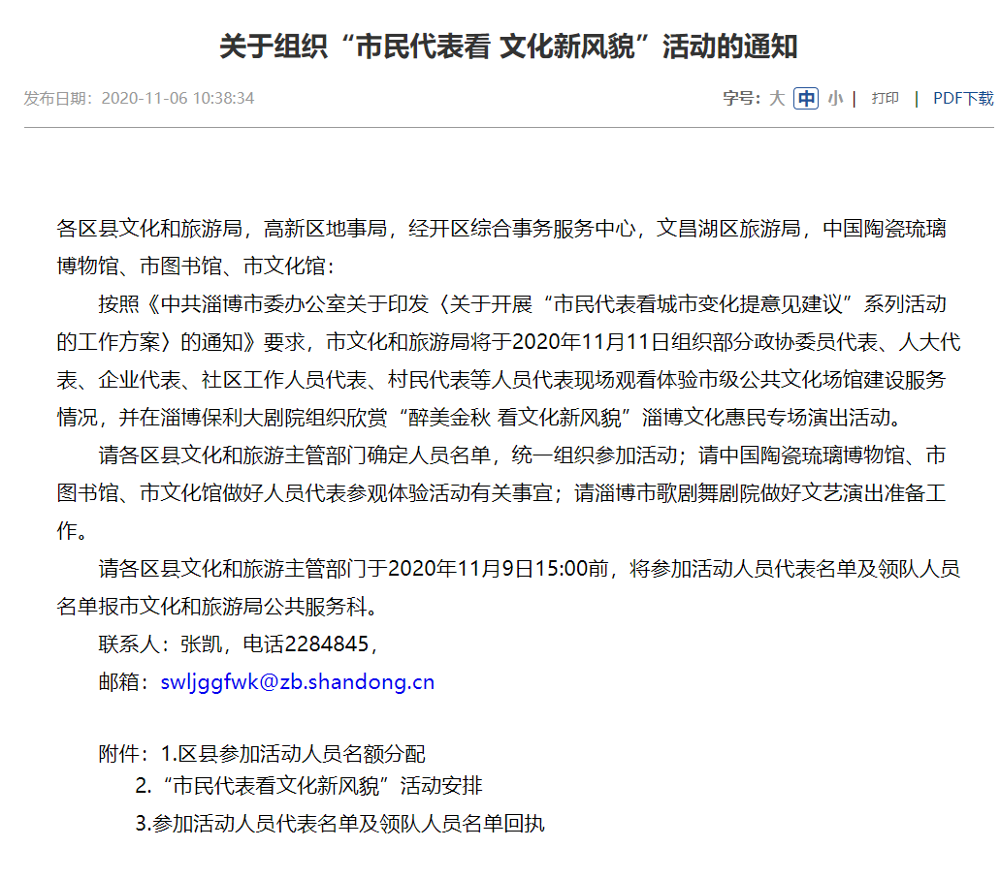 关于组织“市民代表看 文化新风貌”活动的通知
发布日期：2020-11-06 10:38:34
字号：大 中 小 | 打印 | PDF下载
各区县文化和旅游局，高新区地事局，经开区综合事务服务中心，文昌湖区旅游局，中国陶瓷琉璃
博物馆、市图书馆、市文化馆：
按照《中共淄博市委办公室关于印发〈关于开展“市民代表看城市变化提意见建议”系列活动
的工作方案〉的通知》要求，市文化和旅游局将于2020年11月11日组织部分政协委员代表、人大代
表、企业代表、社区工作人员代表、村民代表等人员代表现场观看体验市级公共文化场馆建设服务
情况，并在淄博保利大剧院组织欣赏“醉美金秋 看文化新风貌”淄博文化惠民专场演出活动。
请各区县文化和旅游主管部门确定人员名单，统一组织参加活动；请中国陶瓷琉璃博物馆、市
图书馆、市文化馆做好人员代表参观体验活动有关事宜；请淄博市歌剧舞剧院做好文艺演出准备工
作。
请各区县文化和旅游主管部门于2020年11月9日15:00前，将参加活动人员代表名单及领队人员
名单报市文化和旅游局公共服务科。
联系人：张凯，电话2284845，
邮箱：swljggfwk@zb.shandong.cn
附件：1.区县参加活动人员名额分配
2.“市民代表看文化新风貌”活动安排
3.参加活动人员代表名单及领队人员名单回执